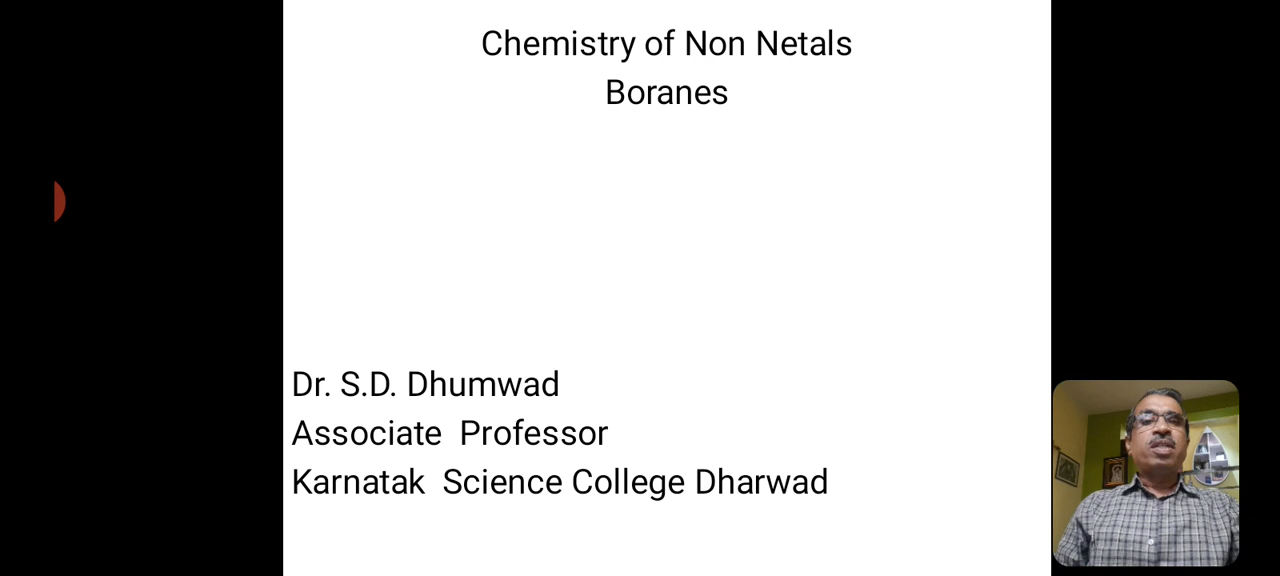 Chemistry of Non Netals
Boranes
Dr. S.D. Dhumwad
Associate Professor
Karnatak Science College Dharwad